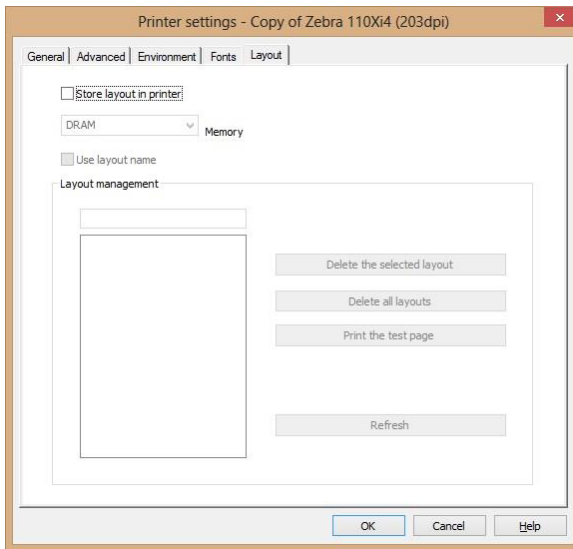 Printer settings - Copy of Zebra 110Xi4 (203dpi)
General Advanced Environment Fonts Layout
Store layout in printer
DRAM Memory
Use layout name
Layout management
Delete the selected layout
Delete all layouts
Print the test page
Refresh
OK Cancel Help